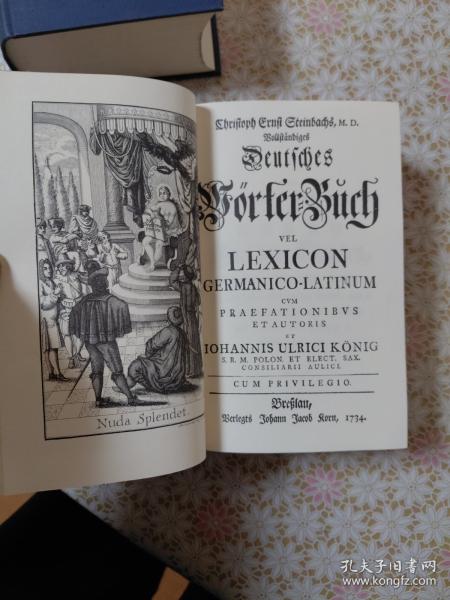 Nuda Splendet
Christoph Ernst Steinbachs, M. D.
Vollständiges
Deutsches
Wörter-Buch
VEL
LEXICON
GERMANICO-LATINUM
CVM
PRAEFATIONIBVS
ET AUTORIS
ET
IOHANNIS ULRICI KÖNIG
S. R. M. POLON. ET ELECT. SAX.
CONSILIARII AULICI.
CUM PRIVILEGIO.
Breßlau,
Verlegts Johann Jacob Korn, 1734.
孔夫子旧书网
www.kongfz.com